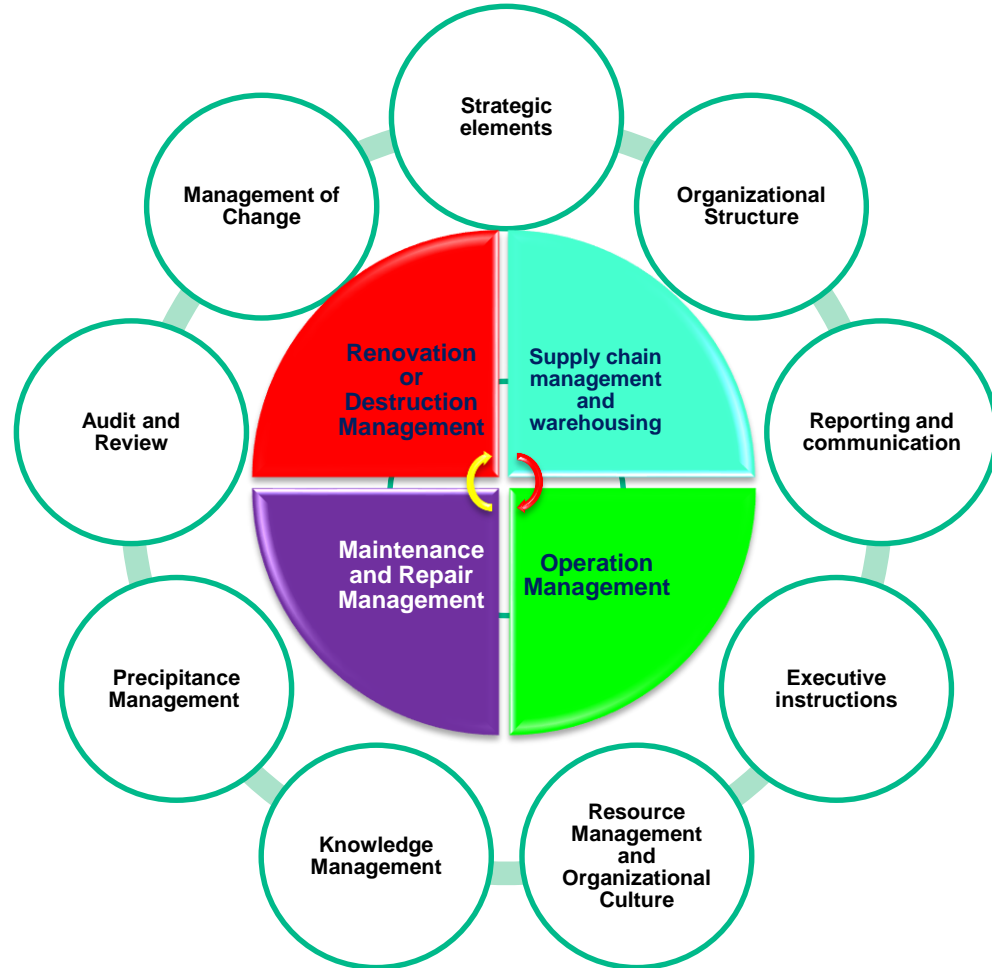 Strategic
elements
Organizational
Structure
Reporting and
communication
Executive
instructions
Resource
Management
and
Organizational
Culture
Knowledge
Management
Precipitance
Management
Audit and
Review
Management of
Change
Renovation
or
Destruction
Management
Supply chain
management
and
warehousing
Maintenance
and Repair
Management
Operation
Management